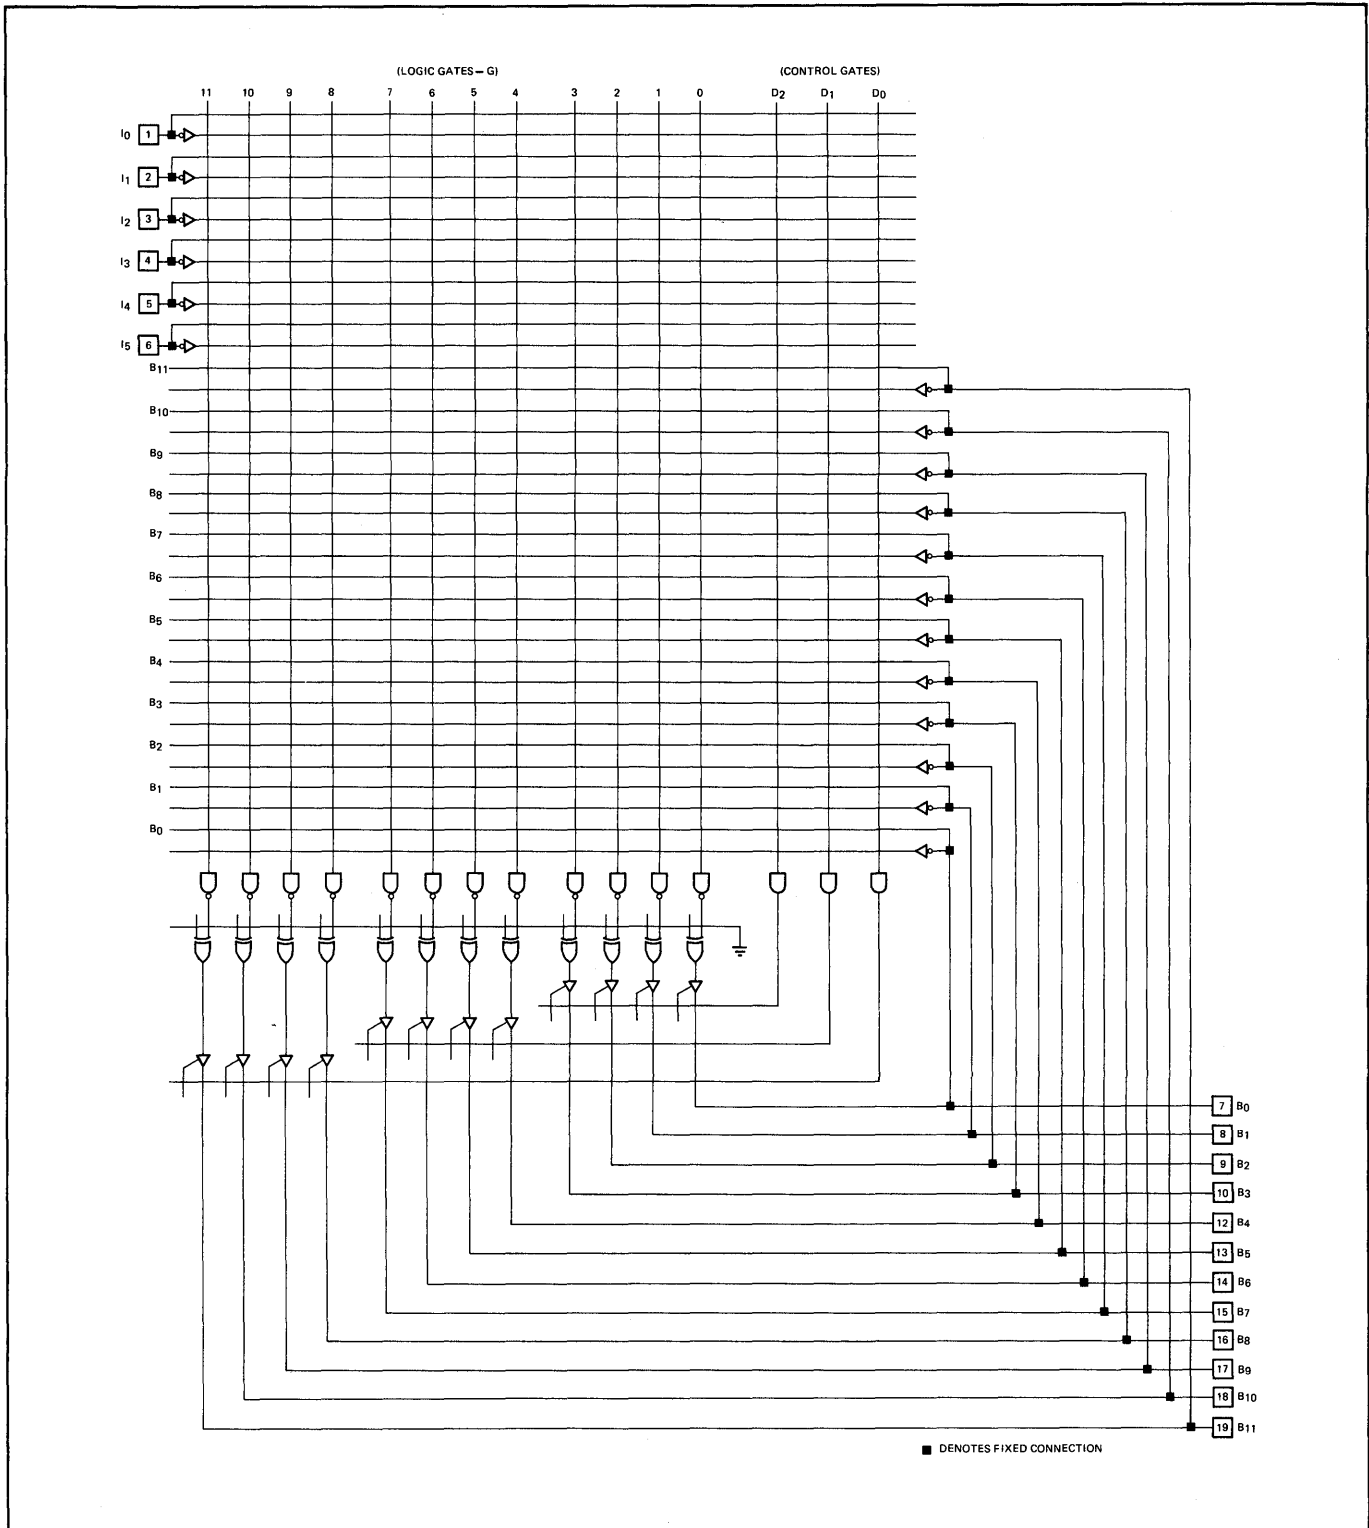 (LOGIC GATES — G) (CONTROL GATES)
11 10 9 8 7 6 5 4 3 2 1 0 D2 D1 D0
I0 1
I1 2
I2 3
I3 4
I4 5
I5 6
B11
B10
B9
B8
B7
B6
B5
B4
B3
B2
B1
B0
7 B0
8 B1
9 B2
10 B3
12 B4
13 B5
14 B6
15 B7
16 B8
17 B9
18 B10
19 B11
DENOTES FIXED CONNECTION